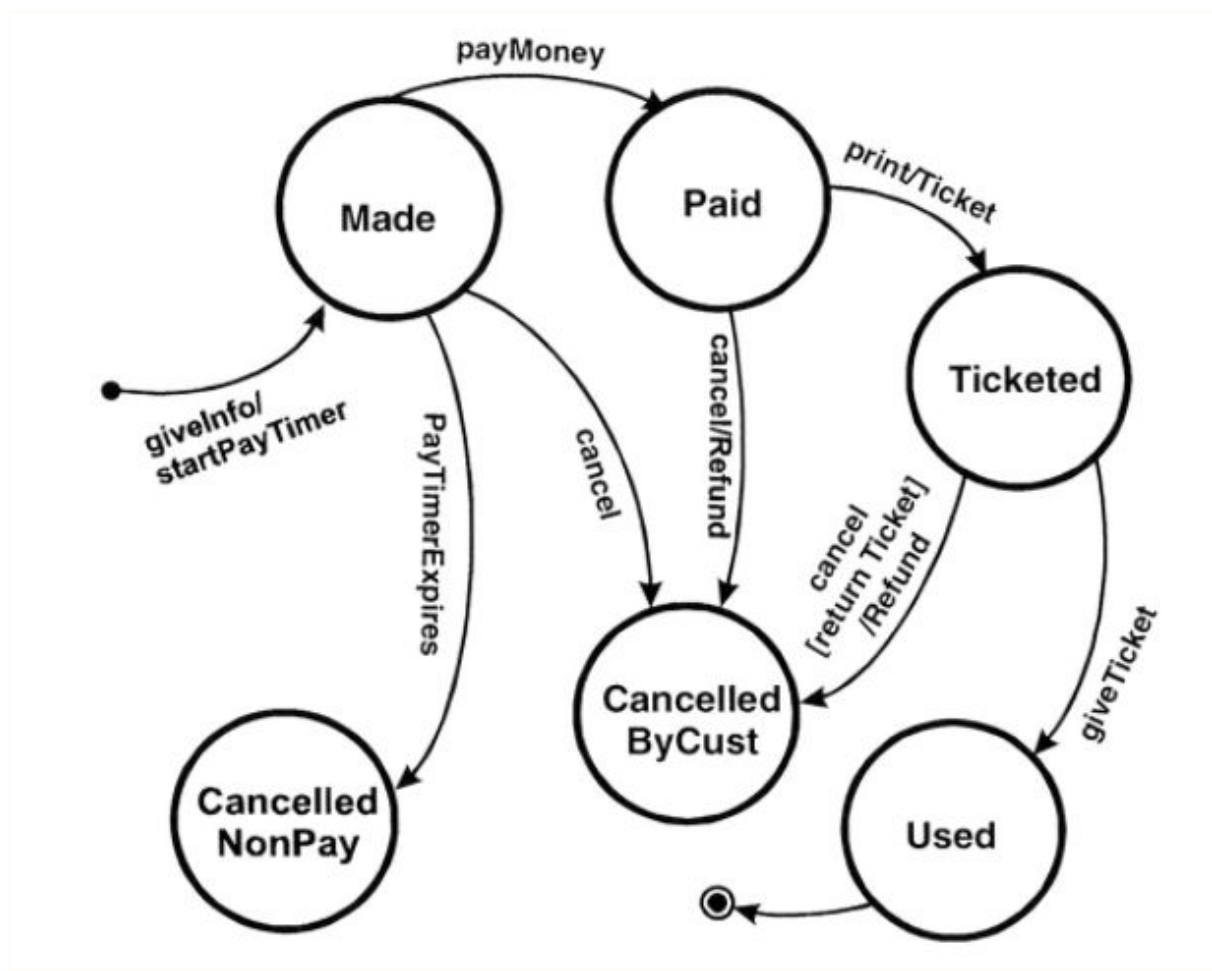 payMoney
Made
Paid
print/Ticket
Ticketed
giveInfo/
startPayTimer
PayTimerExpires
cancel
cancel/Refund
cancel
[return Ticket]
/Refund
giveTicket
Cancelled
ByCust
Cancelled
NonPay
Used